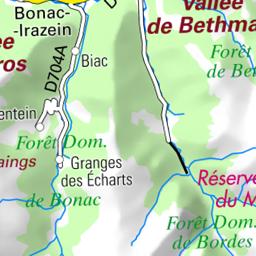 Bonac-
Irazein
Vallée
de Bethma
D704A
Biac
Forêt
de Be
Forêt Dom.
de Bonac
Granges
des Écharts
Réserve
du M
Forêt Dom.
de Bordes